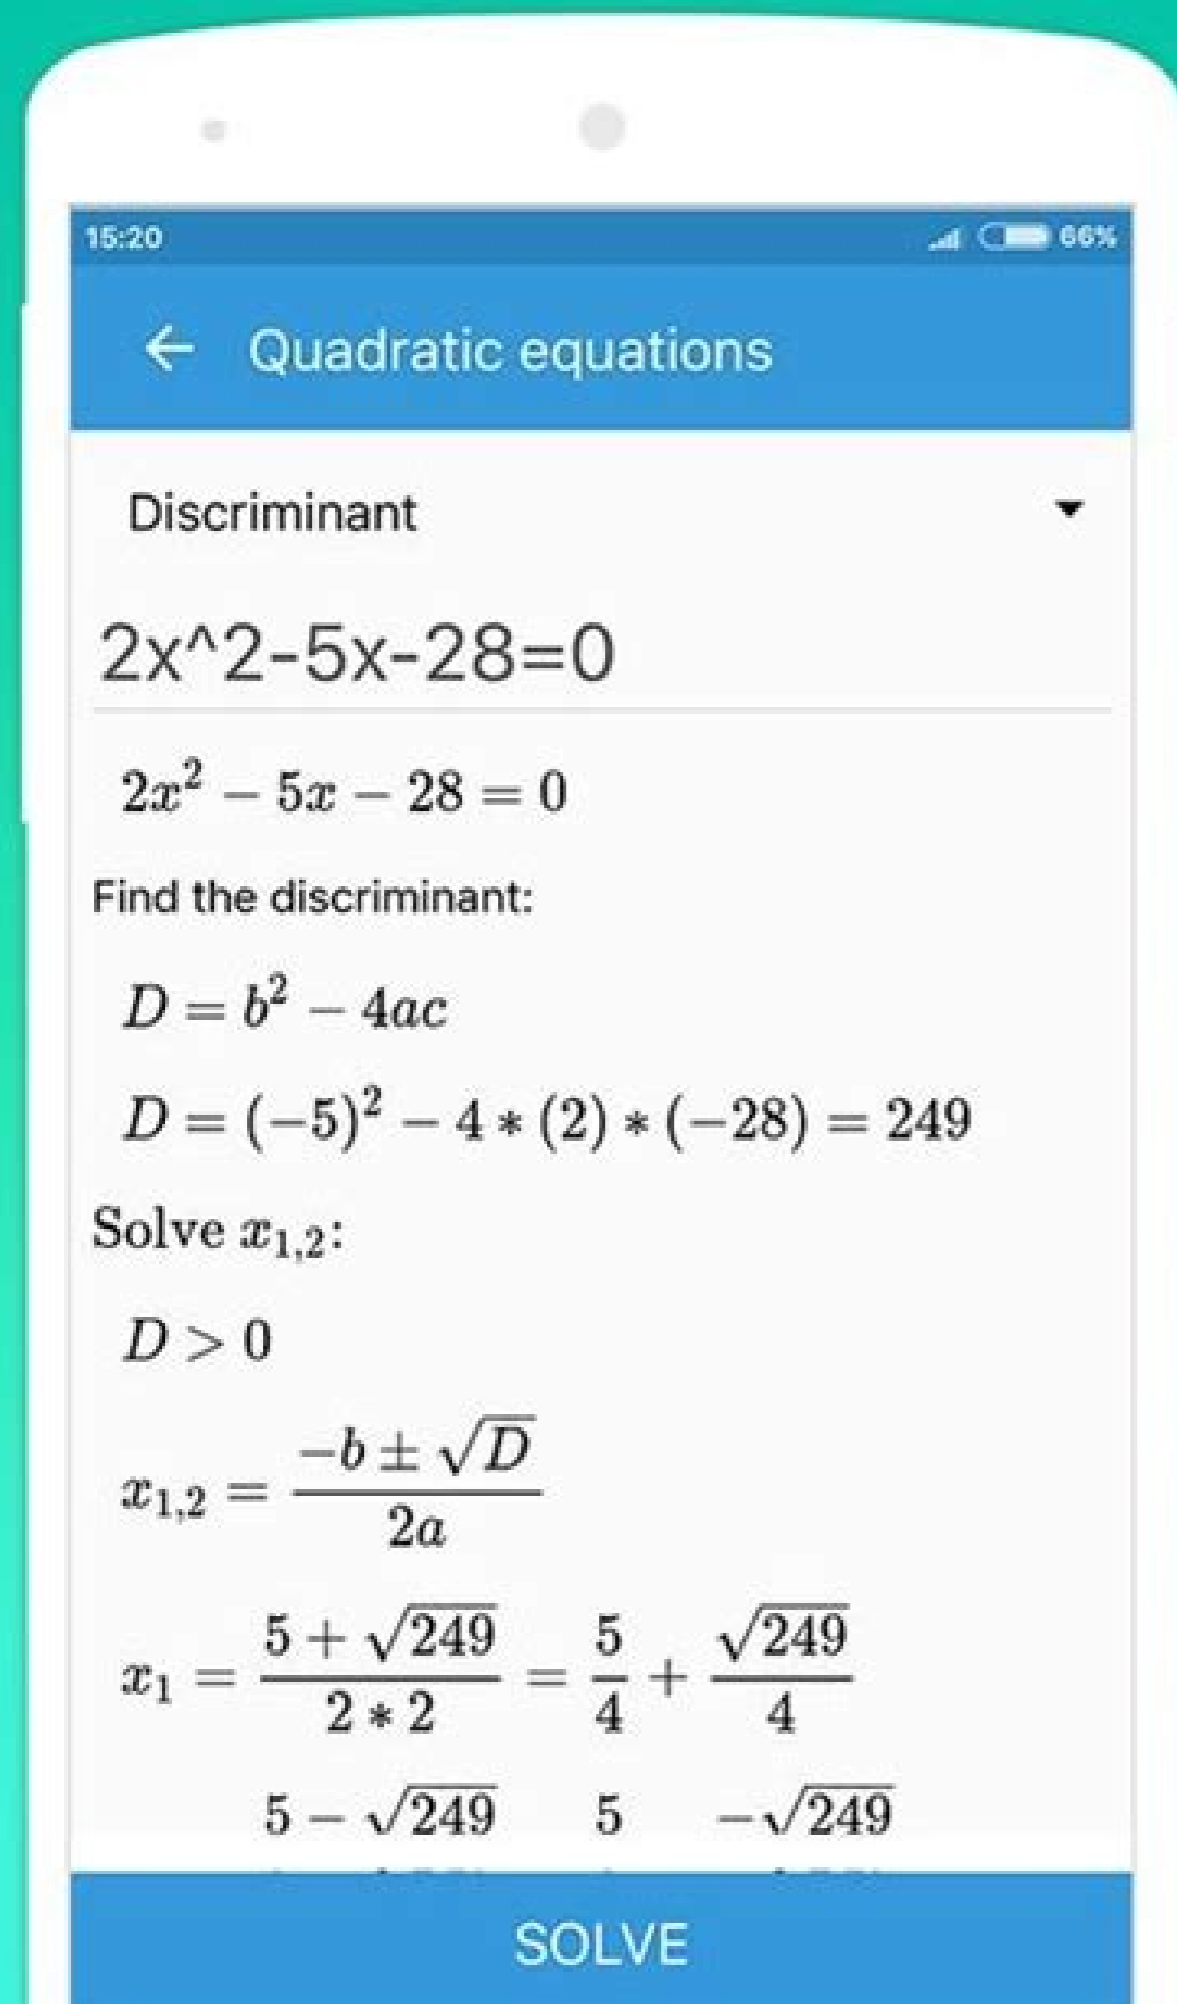 15:20 66%
Quadratic equations
Discriminant
2x^2-5x-28=0
2x² − 5x − 28 = 0
Find the discriminant:
D = b² − 4ac
D = (−5)² − 4 * (2) * (−28) = 249
Solve x₁,₂:
D > 0
x₁,₂ = (−b ± √D) / 2a
x₁ = (5 + √249) / (2 * 2) = 5/4 + √249/4
5 − √249 5 −√249
SOLVE